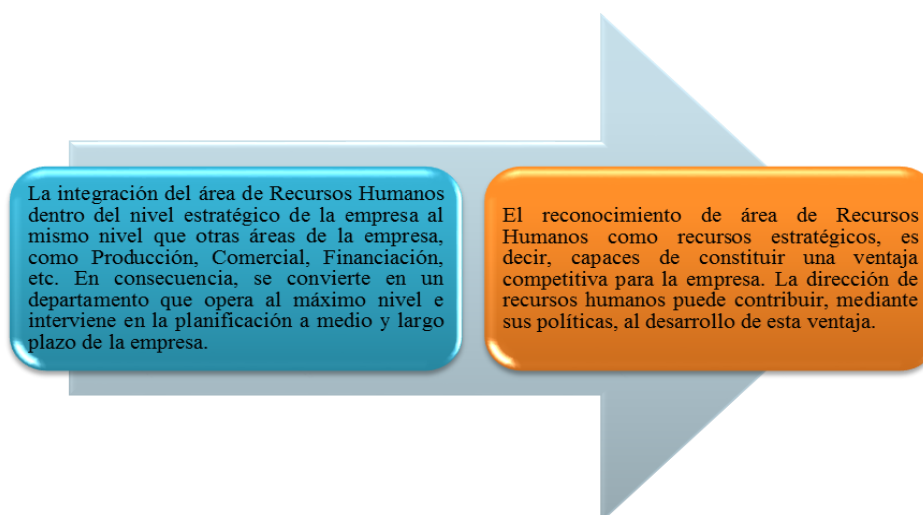 La integración del área de Recursos Humanos
dentro del nivel estratégico de la empresa al
mismo nivel que otras áreas de la empresa,
como Producción, Comercial, Financiación,
etc. En consecuencia, se convierte en un
departamento que opera al máximo nivel e
interviene en la planificación a medio y largo
plazo de la empresa.
El reconocimiento de área de Recursos
Humanos como recursos estratégicos, es
decir, capaces de constituir una ventaja
competitiva para la empresa. La dirección de
recursos humanos puede contribuir, mediante
sus políticas, al desarrollo de esta ventaja.